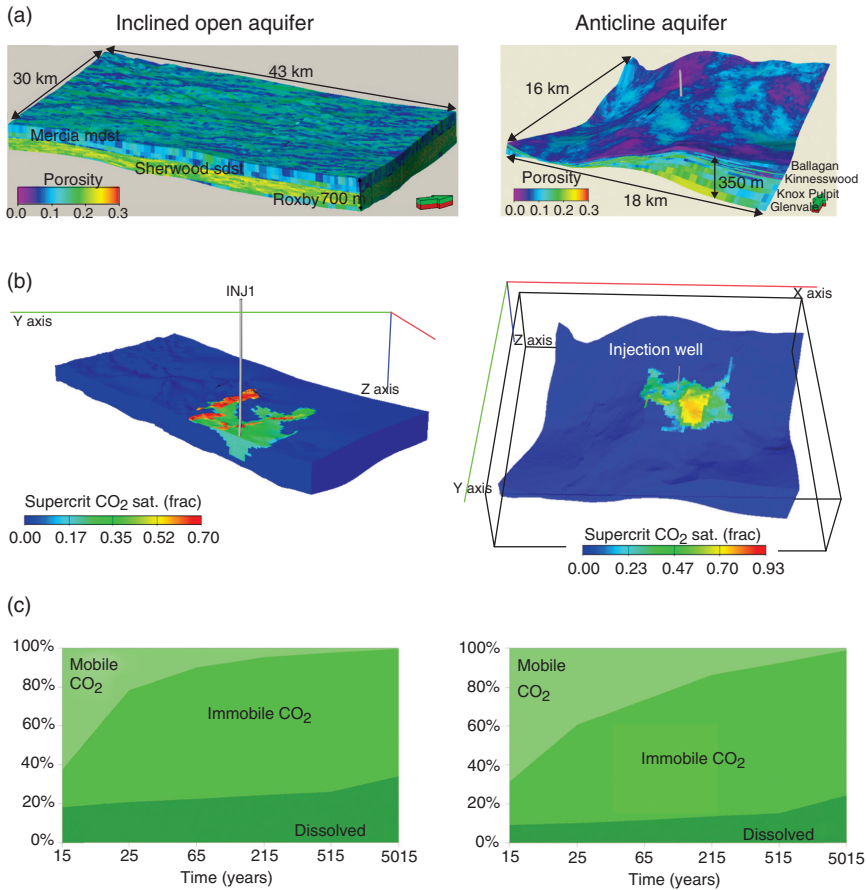 (a)
Inclined open aquifer
Anticline aquifer
30 km
43 km
Mercia mdst
Sherwood sdst
Roxby
700 m
Porosity
0.0 0.1 0.2 0.3
16 km
18 km
350 m
Ballagan
Kinnesswood
Knox Pulpit
Glenvale
Porosity
0.0 0.1 0.2 0.3
(b)
INJ1
Y axis
Z axis
Supercrit CO2 sat. (frac)
0.00 0.17 0.35 0.52 0.70
X axis
Z axis
Injection well
Y axis
Supercrit CO2 sat. (frac)
0.00 0.23 0.47 0.70 0.93
(c)
100%
80%
60%
40%
20%
0%
Mobile
CO2
Immobile CO2
Dissolved
15 25 65 215 515 5015
Time (years)
100%
80%
60%
40%
20%
0%
Mobile
CO2
Immobile CO2
Dissolved
15 25 65 215 515 5015
Time (years)